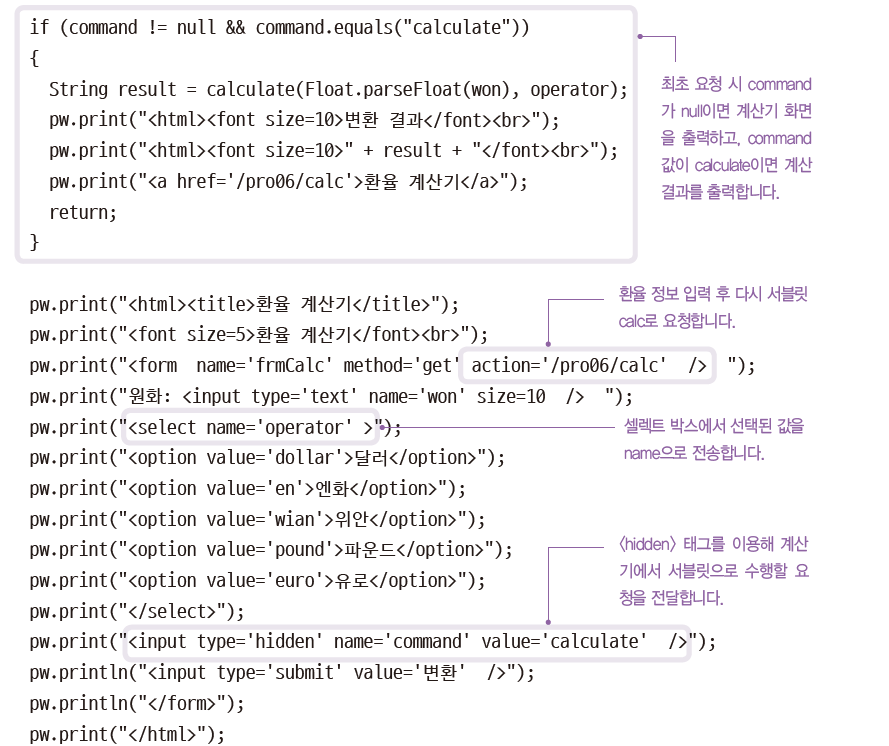 if (command != null && command.equals("calculate"))
{
  String result = calculate(Float.parseFloat(won), operator);
  pw.print("<html><font size=10>변환 결과</font><br>");
  pw.print("<html><font size=10>" + result + "</font><br>");
  pw.print("<a href='/pro06/calc'>환율 계산기</a>");
  return;
}
최초 요청 시 command
가 null이면 계산기 화면
을 출력하고, command
값이 calculate이면 계산
결과를 출력합니다.
pw.print("<html><title>환율 계산기</title>");
pw.print("<font size=5>환율 계산기</font><br>");
pw.print("<form  name='frmCalc' method='get' action='/pro06/calc'  />  ");
환율 정보 입력 후 다시 서블릿
calc로 요청합니다.
pw.print("원화: <input type='text' name='won' size=10  />  ");
pw.print("<select name='operator' >");
셀렉트 박스에서 선택된 값을
name으로 전송합니다.
pw.print("<option value='dollar'>달러</option>");
pw.print("<option value='en'>엔화</option>");
pw.print("<option value='wian'>위안</option>");
pw.print("<option value='pound'>파운드</option>");
pw.print("<option value='euro'>유로</option>");
pw.print("</select>");
pw.print("<input type='hidden' name='command' value='calculate'  />");
〈hidden〉 태그를 이용해 계산
기에서 서블릿으로 수행할 요
청을 전달합니다.
pw.println("<input type='submit' value='변환'  />");
pw.println("</form>");
pw.print("</html>");